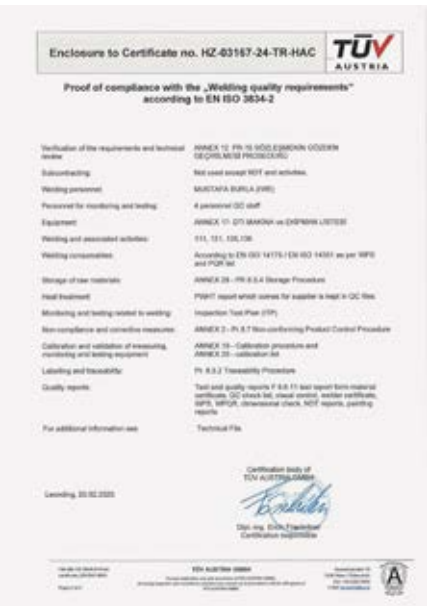 Enclosure to Certificate no. HZ-03167-24-TR-HAC
TÜV
AUSTRIA
Proof of compliance with the „Welding quality requirements"
according to EN ISO 3834-2
Verification of the requirements and technical review
ANNEX 12 PR 10 SÖZLEŞMENİN GÖZDEN GEÇİRİLMESİ PROSEDÜRÜ
Subcontracting:
Not used except NDT and activities.
Welding personnel:
MUSTAFA BURLA
Personnel for monitoring and testing:
4 personnel QC staff
Equipment:
ANNEX 17- DTI MAKİNA ve EKİPMAN LİSTESİ
Welding and associated activities:
111, 131, 135, 136
Welding consumables:
According to EN ISO 14175 / EN ISO 14341 as per WPS
and PQR list
Storage of raw materials:
ANNEX 28 - PR 8.5.4 Storage Procedure
Heat treatment:
PWHT report which comes for supplier is kept in QC files
Monitoring and testing related to welding:
Inspection Test Plan (ITP)
Non-compliance and corrective measures:
ANNEX 2 - Pr. 8.7 Non-conforming Product Control Procedure
Calibration and validation of measuring,
monitoring and testing equipment
ANNEX 19 - Calibration procedure and
ANNEX 20 - calibration list
Labelling and traceability:
Pr. 8.5.2 Traceability Procedure
Quality reports:
Test and quality reports F 8.6.11 test report form material
certificate, QC check list, visual control, welder certificate,
WPS, WPQR, dimensional check, NDT reports, painting
reports
For additional information see:
Technical File
Certification body of
TÜV AUSTRIA GMBH
Leonding, 20.02.2025
Certification responsible
TÜV AUSTRIA GMBH